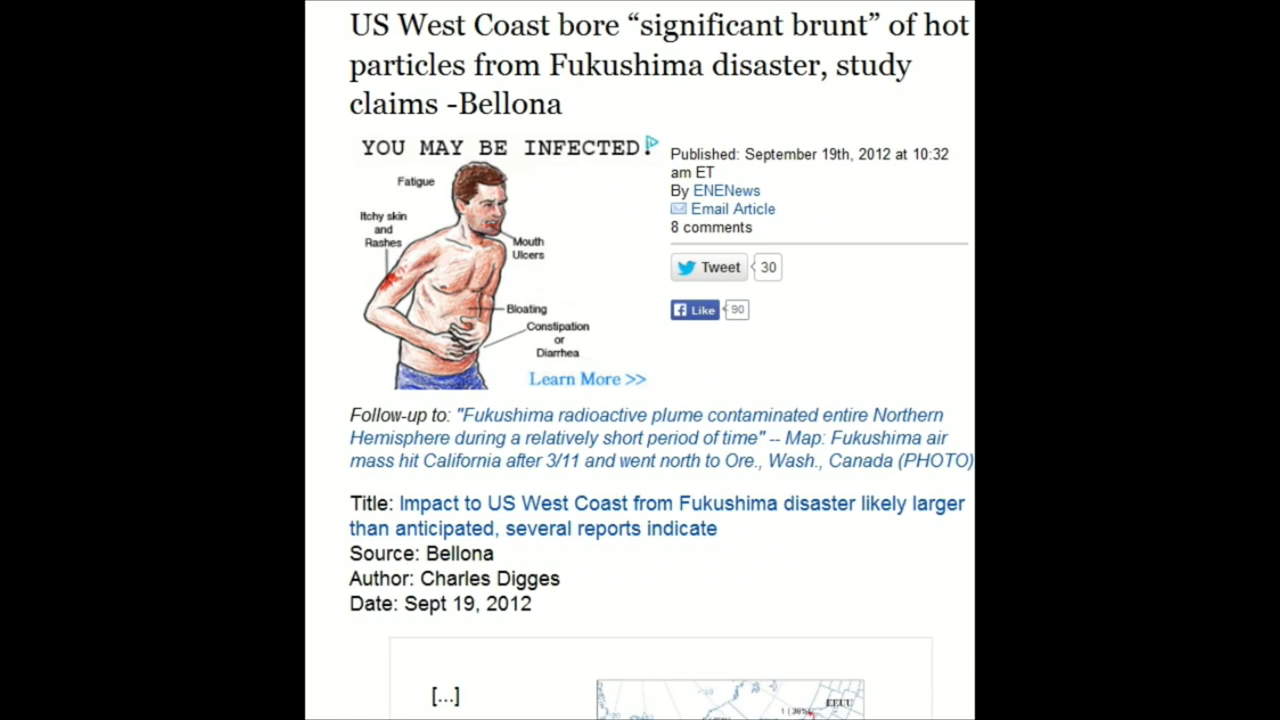 US West Coast bore “significant brunt” of hot
particles from Fukushima disaster, study
claims -Bellona
YOU MAY BE INFECTED!
Fatigue
Itchy skin
and
Rashes
Mouth
Ulcers
Bloating
Constipation
or
Diarrhea
Learn More >>
Published: September 19th, 2012 at 10:32
am ET
By ENENews
Email Article
8 comments
Tweet 30
Like 90
Follow-up to: "Fukushima radioactive plume contaminated entire Northern
Hemisphere during a relatively short period of time" -- Map: Fukushima air
mass hit California after 3/11 and went north to Ore., Wash., Canada (PHOTO)
Title: Impact to US West Coast from Fukushima disaster likely larger
than anticipated, several reports indicate
Source: Bellona
Author: Charles Digges
Date: Sept 19, 2012
[...]
EEUU